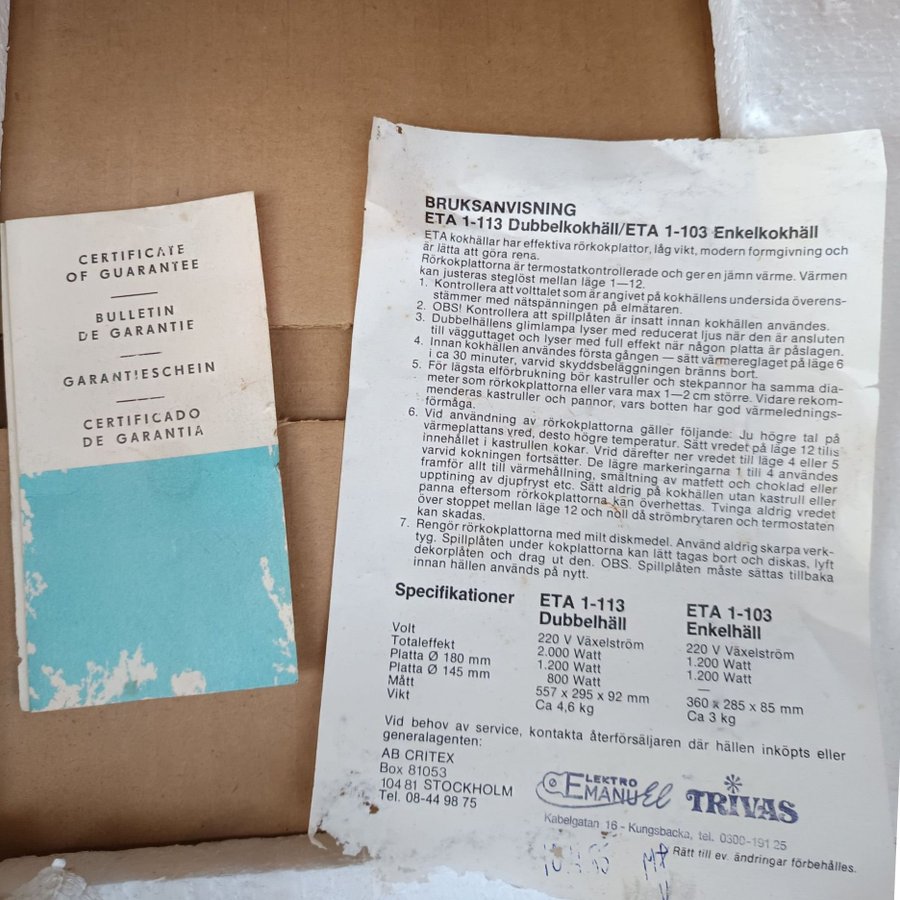 CERTIFICATE
OF GUARANTEE
BULLETIN
DE GARANTIE
GARANTIESCHEIN
CERTIFICADO
DE GARANTIA
BRUKSANVISNING
ETA 1-113 Dubbelkokhäll/ETA 1-103 Enkelkokhäll
ETA kokhällar har effektiva rörkokplattor, låg vikt, modern formgivning och
är lätta att göra rena.
Rörkokplattorna är termostatkontrollerade och ger en jämn värme. Värmen
kan justeras steglöst mellan läge 1—12.
1. Kontrollera att volttalet som är angivet på kokhällens undersida överens-
stämmer med nätspänningen på elmätaren.
2. OBS! Kontrollera att spillplåten är insatt innan kokhällen användes.
3. Dubbelhällens glimlampa lyser med reducerat ljus när den är ansluten
till vägguttaget och lyser med full effekt när någon platta är påslagen.
4. Innan kokhällen användes första gången — sätt värmereglaget på läge 6
i ca 30 minuter, varvid skyddsbeläggningen bränns bort.
5. För lägsta elförbrukning bör kastruller och stekpannor ha samma dia-
meter som rörkokplattorna eller vara max 1—2 cm större. Vidare rekom-
menderas kastruller och pannor, vars botten har god värmelednings-
förmåga.
6. Vid användning av rörkokplattorna gäller följande: Ju högre tal på
värmeplattans vred, desto högre temperatur. Sätt vredet på läge 12 tills
innehållet i kastrullen kokar. Vrid därefter ner vredet till läge 4 eller 5
varvid kokningen fortsätter. De lägre markeringarna 1 till 4 användes
framför allt till värmehållning, smältning av matfett och choklad eller
upptining av djupfryst etc. Sätt aldrig på kokhällen utan kastrull eller
panna eftersom rörkokplattorna kan överhettas. Tvinga aldrig vredet
över stoppet mellan läge 12 och noll då strömbrytaren och termostaten
kan skadas.
7. Rengör rörkokplattorna med milt diskmedel. Använd aldrig skarpa verk-
tyg. Spillplåten under kokplattorna kan lätt tagas bort och diskas, lyft
dekorplåten och drag ut den. OBS. Spillplåten måste sättas tillbaka
innan hällen används på nytt.
Specifikationer ETA 1-113 ETA 1-103
Dubbelhäll Enkelhäll
Volt 220 V Växelström 220 V Växelström
Totaleffekt 2.000 Watt 1.200 Watt
Platta Ø 180 mm 1.200 Watt 1.200 Watt
Platta Ø 145 mm 800 Watt —
Mått 557 x 295 x 92 mm 360 x 285 x 85 mm
Vikt Ca 4,6 kg Ca 3 kg
Vid behov av service, kontakta återförsäljaren där hällen inköpts eller
generalagenten:
AB CRITEX
Box 81053
104 81 STOCKHOLM
Tel. 08-44 98 75
ELEKTRO
EMANUEL
TRIVAS
Kabelgatan 16 - Kungsbacka, tel. 0300-191 25
Rätt till ev. ändringar förbehålles.